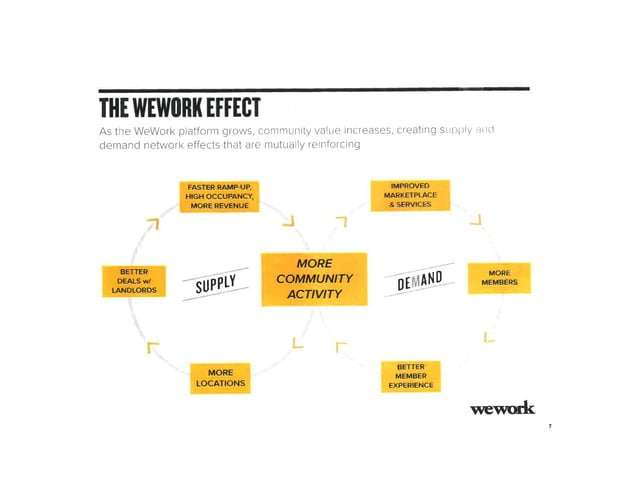 THE WEWORK EFFECT
As the WeWork platform grows, community value increases, creating supply and
demand network effects that are mutually reinforcing
FASTER RAMP-UP,
HIGH OCCUPANCY,
MORE REVENUE
IMPROVED
MARKETPLACE
& SERVICES
BETTER
DEALS w/
LANDLORDS
SUPPLY
MORE
COMMUNITY
ACTIVITY
DEMAND
MORE
MEMBERS
MORE
LOCATIONS
BETTER
MEMBER
EXPERIENCE
wework
7